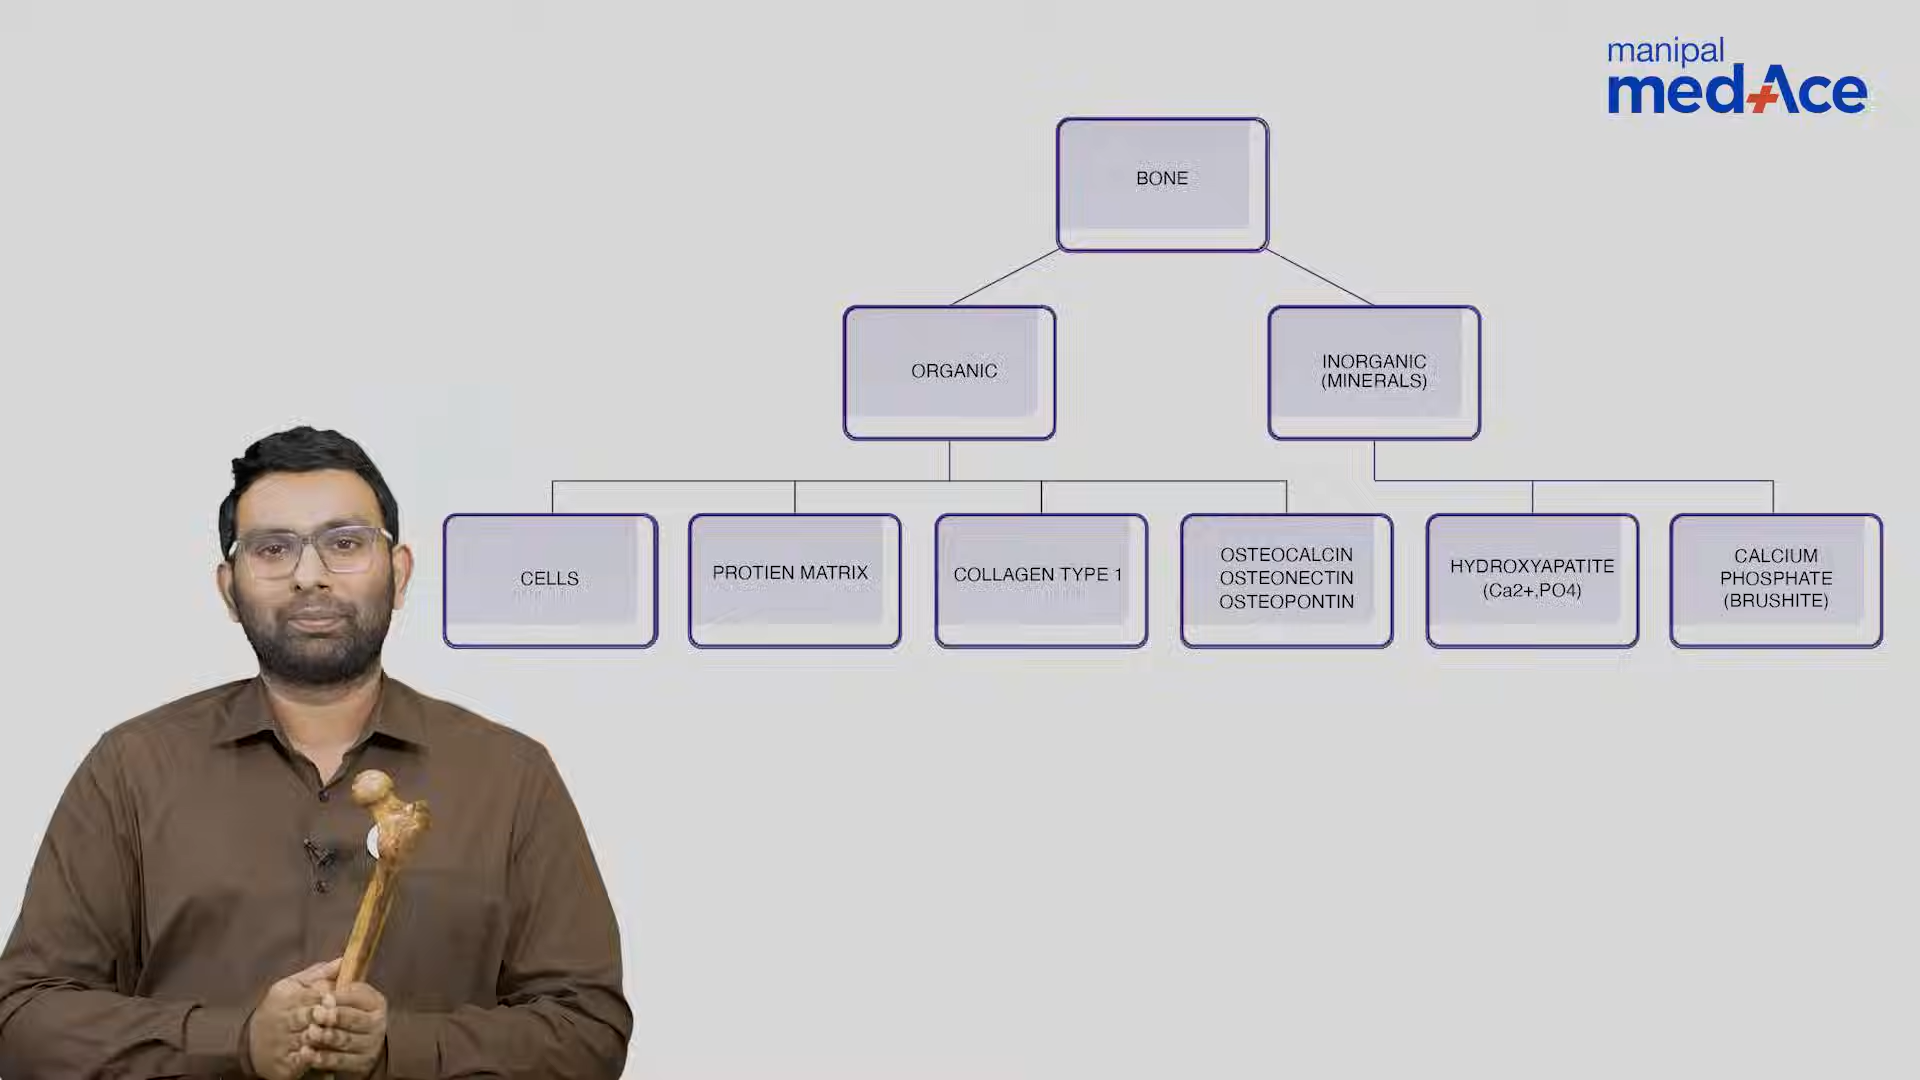 manipal
medAce
BONE
ORGANIC
INORGANIC
(MINERALS)
CELLS
PROTIEN MATRIX
COLLAGEN TYPE 1
OSTEOCALCIN
OSTEONECTIN
OSTEOPONTIN
HYDROXYAPATITE
(Ca2+,PO4)
CALCIUM
PHOSPHATE
(BRUSHITE)